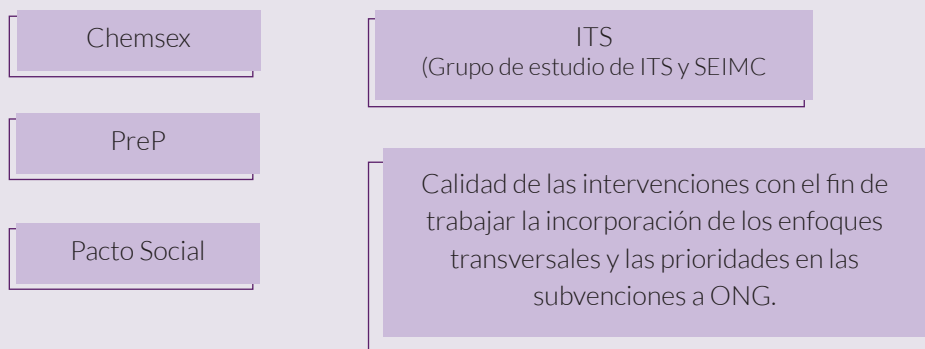 Chemsex
PreP
Pacto Social
ITS
(Grupo de estudio de ITS y SEIMC
Calidad de las intervenciones con el fin de
trabajar la incorporación de los enfoques
transversales y las prioridades en las
subvenciones a ONG.